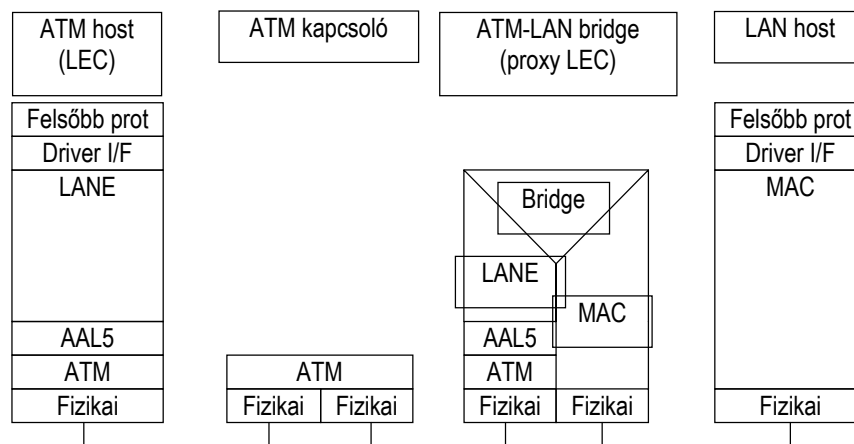 ATM host
(LEC)
ATM kapcsoló
ATM-LAN bridge
(proxy LEC)
LAN host
Felsőbb prot
Driver I/F
LANE
AAL5
ATM
Fizikai
ATM
Fizikai Fizikai
Bridge
LANE
MAC
AAL5
ATM
Fizikai Fizikai
Felsőbb prot
Driver I/F
MAC
Fizikai